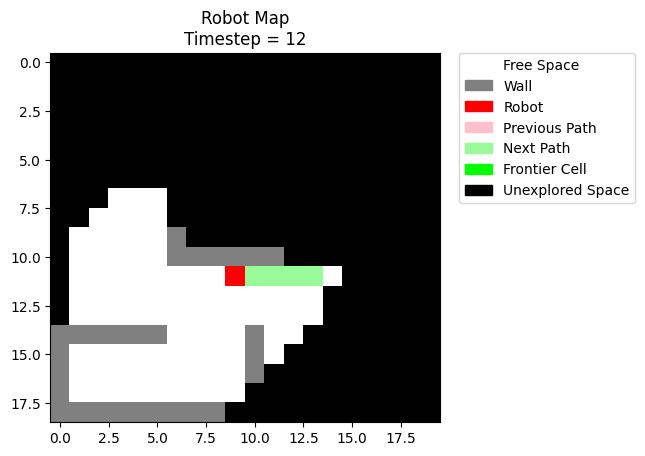 Robot Map
Timestep = 12
0.0
2.5
5.0
7.5
10.0
12.5
15.0
17.5
0.0
2.5
5.0
7.5
10.0
12.5
15.0
17.5
Free Space
Wall
Robot
Previous Path
Next Path
Frontier Cell
Unexplored Space